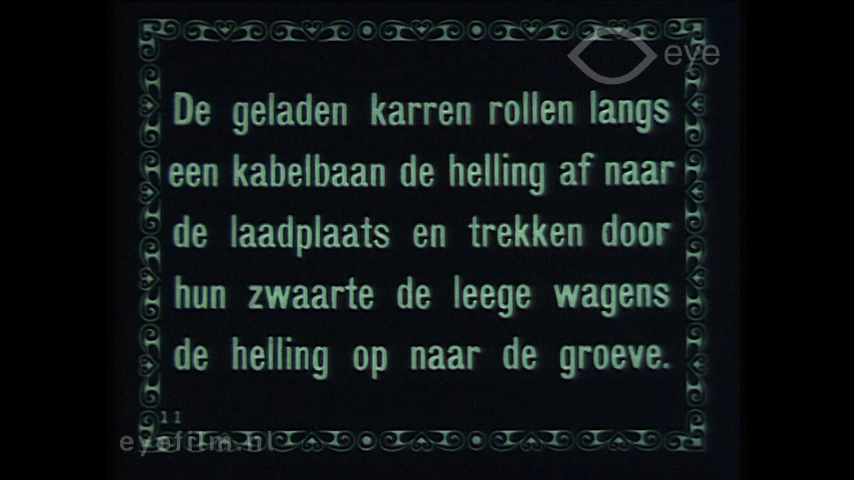 eye
De geladen karren rollen langs
een kabelbaan de helling af naar
de laadplaats en trekken door
hun zwaarte de leege wagens
de helling op naar de groeve.
11
eyefilm.nl